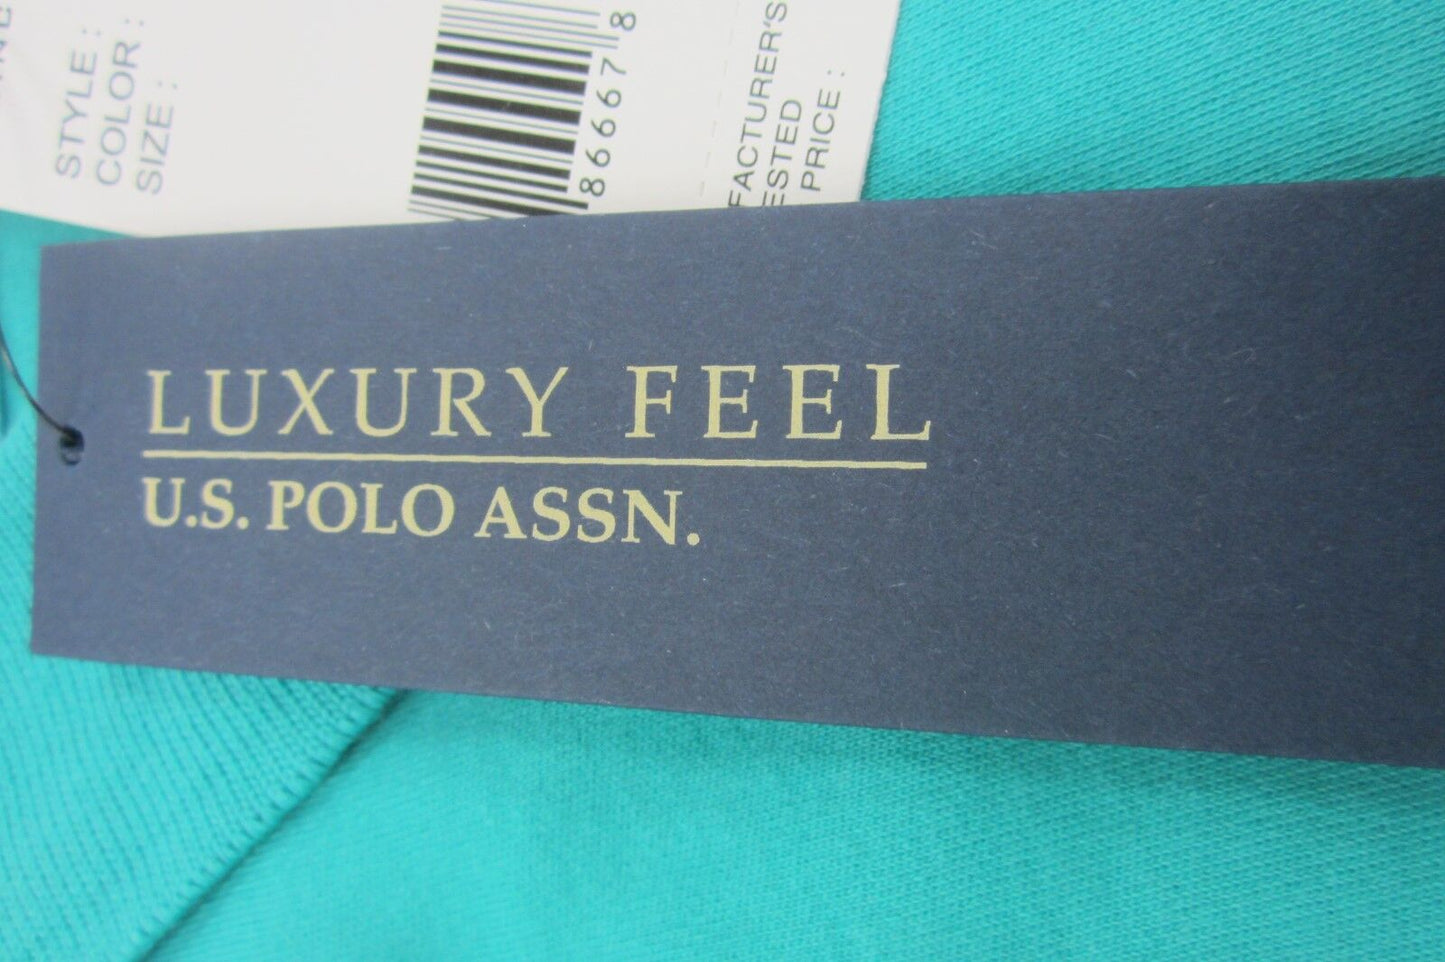 STYLE :
COLOR :
SIZE :
86667 8
FACTURER'S
ESTED
PRICE :
LUXURY FEEL
U.S. POLO ASSN.